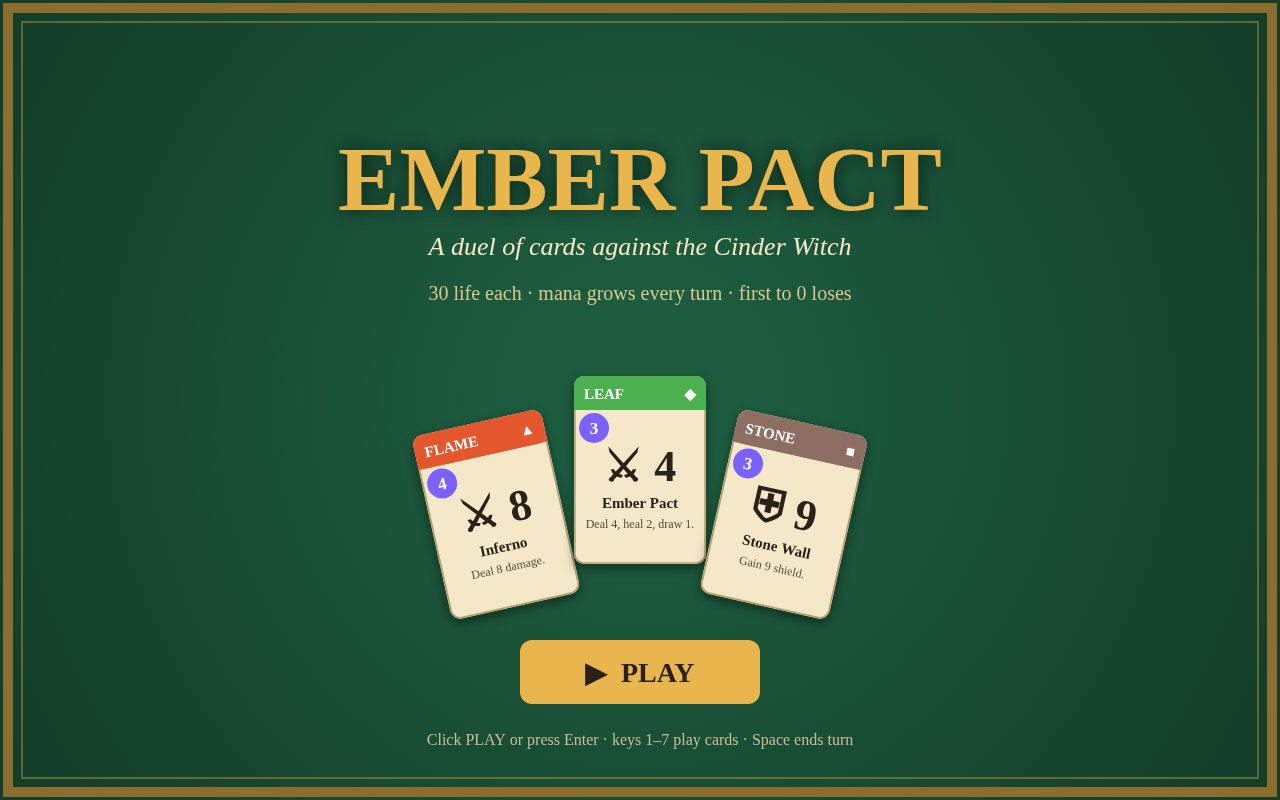 EMBER PACT
A duel of cards against the Cinder Witch
30 life each · mana grows every turn · first to 0 loses
FLAME ▲
4
⚔ 8
Inferno
Deal 8 damage.
LEAF ◆
3
⚔ 4
Ember Pact
Deal 4, heal 2, draw 1.
STONE ■
3
⛨ 9
Stone Wall
Gain 9 shield.
▶ PLAY
Click PLAY or press Enter · keys 1–7 play cards · Space ends turn